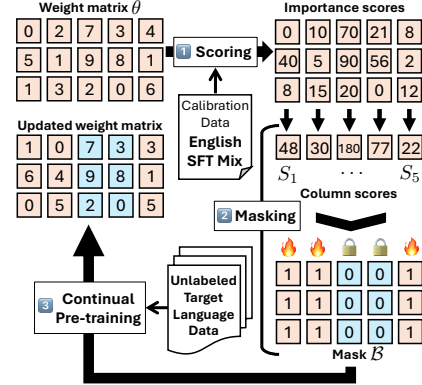 Weight matrix θ
0 2 7 3 4
5 1 9 8 1
1 3 2 0 6
1 Scoring
Calibration
Data
English
SFT Mix
Importance scores
0 10 70 21 8
40 5 90 56 2
8 15 20 0 12
48 30 180 77 22
S1 ... S5
Column scores
2 Masking
1 1 0 0 1
1 1 0 0 1
1 1 0 0 1
Mask B
Unlabeled
Target
Language
Data
3 Continual
Pre-training
Updated weight matrix
1 0 7 3 3
6 4 9 8 1
0 5 2 0 5